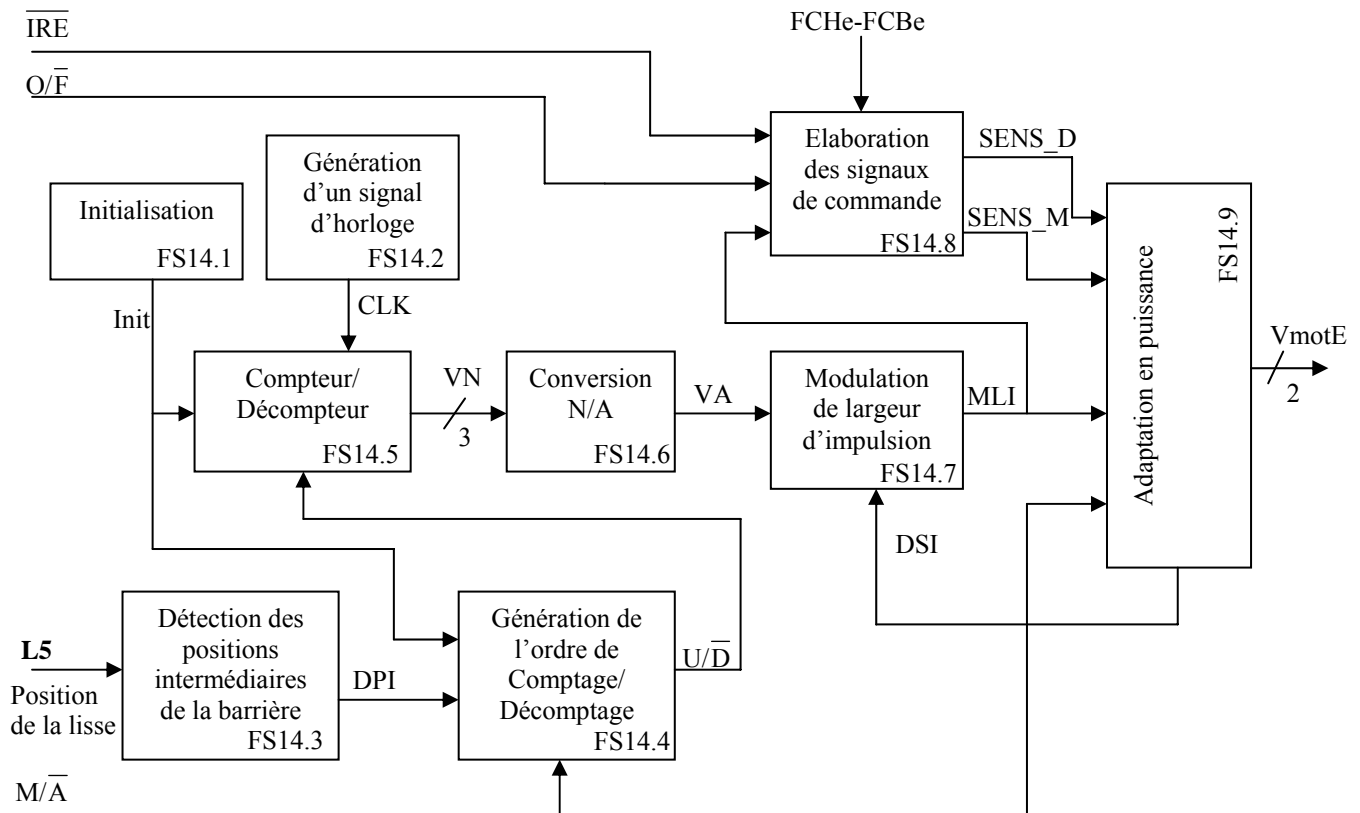 I̅R̅E̅
FCHe-FCBe
O/F̅
Elaboration
des signaux
de commande
FS14.8
SENS_D
SENS_M
Initialisation
FS14.1
Génération
d’un signal
d’horloge
FS14.2
Init
CLK
Compteur/
Décompteur
FS14.5
VN
3
Conversion
N/A
FS14.6
VA
Modulation
de largeur
d’impulsion
FS14.7
MLI
Adaptation en puissance
FS14.9
VmotE
2
DSI
L5
Position
de la lisse
Détection des
positions
intermédiaires
de la barrière
FS14.3
DPI
Génération de
l’ordre de
Comptage/
Décomptage
FS14.4
U/D̅
M/A̅